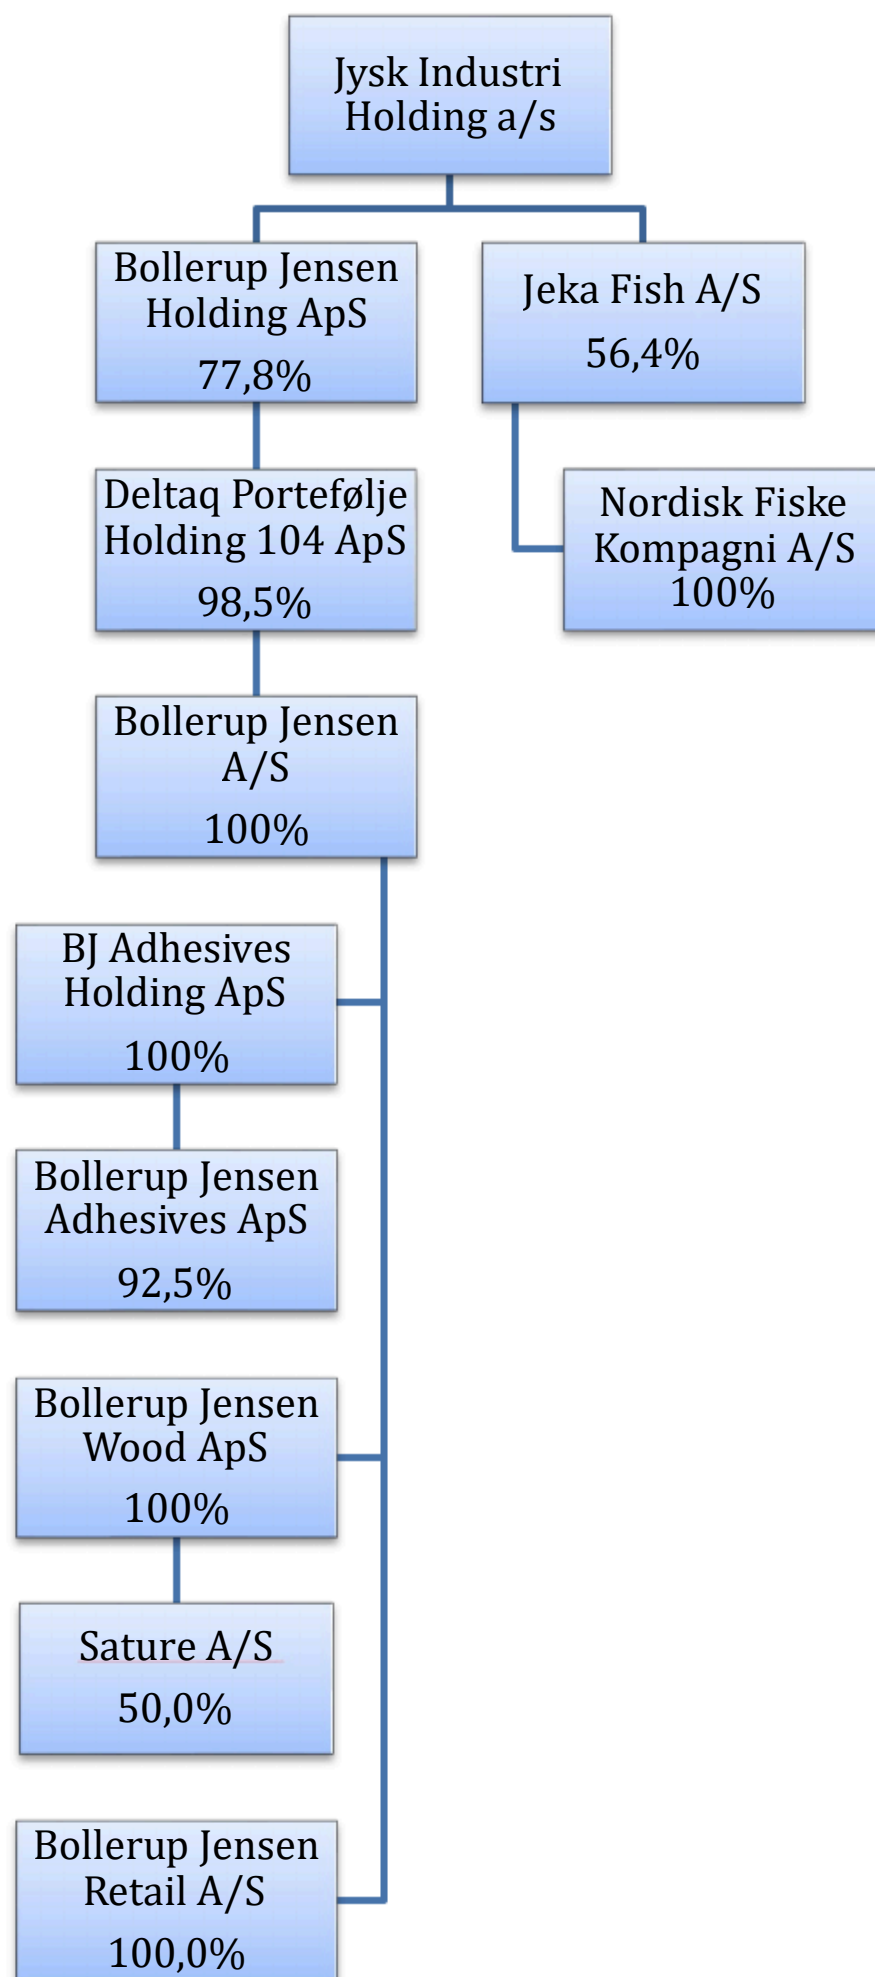 Jysk Industri
Holding a/s
Bollerup Jensen
Holding ApS
77,8%
Jeka Fish A/S
56,4%
Deltaq Portefølje
Holding 104 ApS
98,5%
Nordisk Fiske
Kompagni A/S
100%
Bollerup Jensen
A/S
100%
BJ Adhesives
Holding ApS
100%
Bollerup Jensen
Adhesives ApS
92,5%
Bollerup Jensen
Wood ApS
100%
Sature A/S
50,0%
Bollerup Jensen
Retail A/S
100,0%